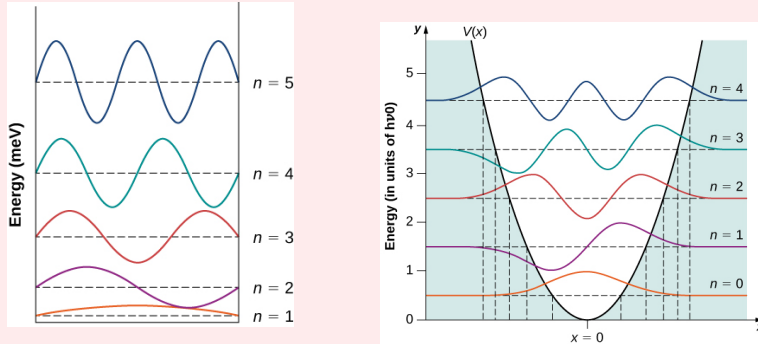 Energy (meV)
n = 5
n = 4
n = 3
n = 2
n = 1
y
V(x)
Energy (in units of hν0)
5
4
3
2
1
0
n = 4
n = 3
n = 2
n = 1
n = 0
x = 0